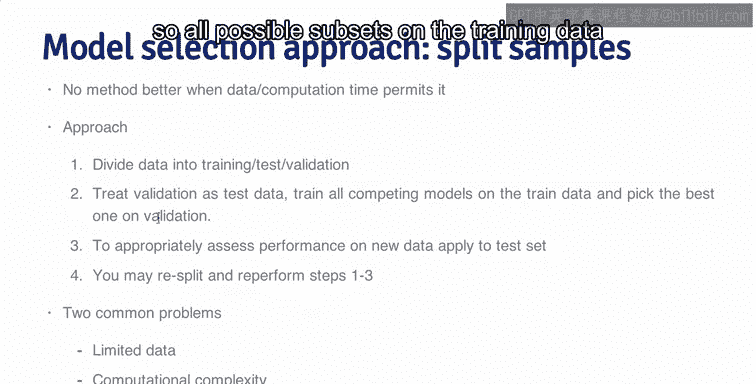 so all possible subsets on the training data
Model selection approach: split samples
· No method better when data/computation time permits it
· Approach
1. Divide data into training/test/validation
2. Treat validation as test data, train all competing models on the train data and pick the best
one on validation.
3. To appropriately assess performance on new data apply to test set
4. You may re-split and reperform steps 1-3
· Two common problems
- Limited data
- Computational complexity